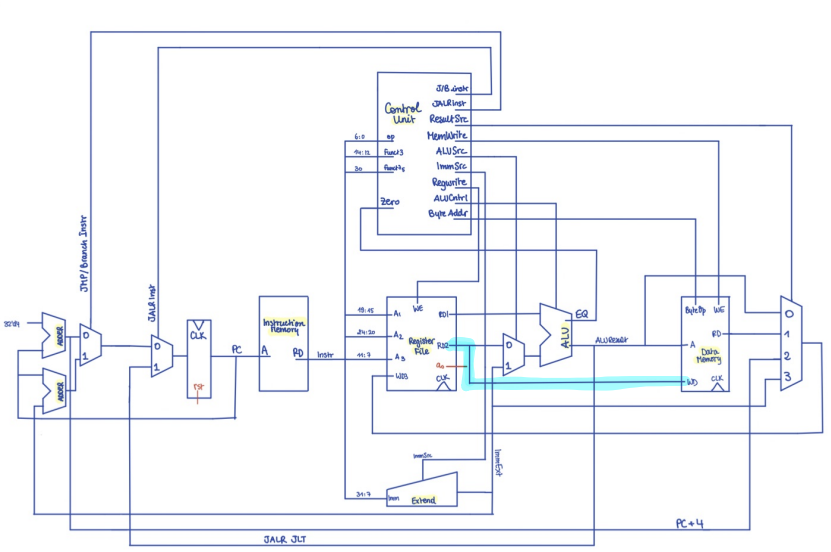 J/B instr
JALR Instr
Control Unit
ResultSrc
6:0
op
MemWrite
14:12
Funct3
ALUSrc
30
Funct7₅
ImmSrc
Regwrite
Zero
ALUCntrl
Byte Addr
JMP/Branch Instr
JALR Instr
32'd4
ADDER
0
1
ADDER
0
1
CLK
rst
PC
Instruction Memory
A
RD
Instr
19:15
A₁
WE
RD1
24:20
A₂
Register File
RD2
11:7
A₃
a₀
WD3
CLK
0
1
ALU
EQ
ALUResult
ByteOp
WE
RD
A
Data Memory
WD
CLK
0
1
2
3
ImmSrc
ImmExt
31:7
Imm
Extend
PC+4
JALR JLT